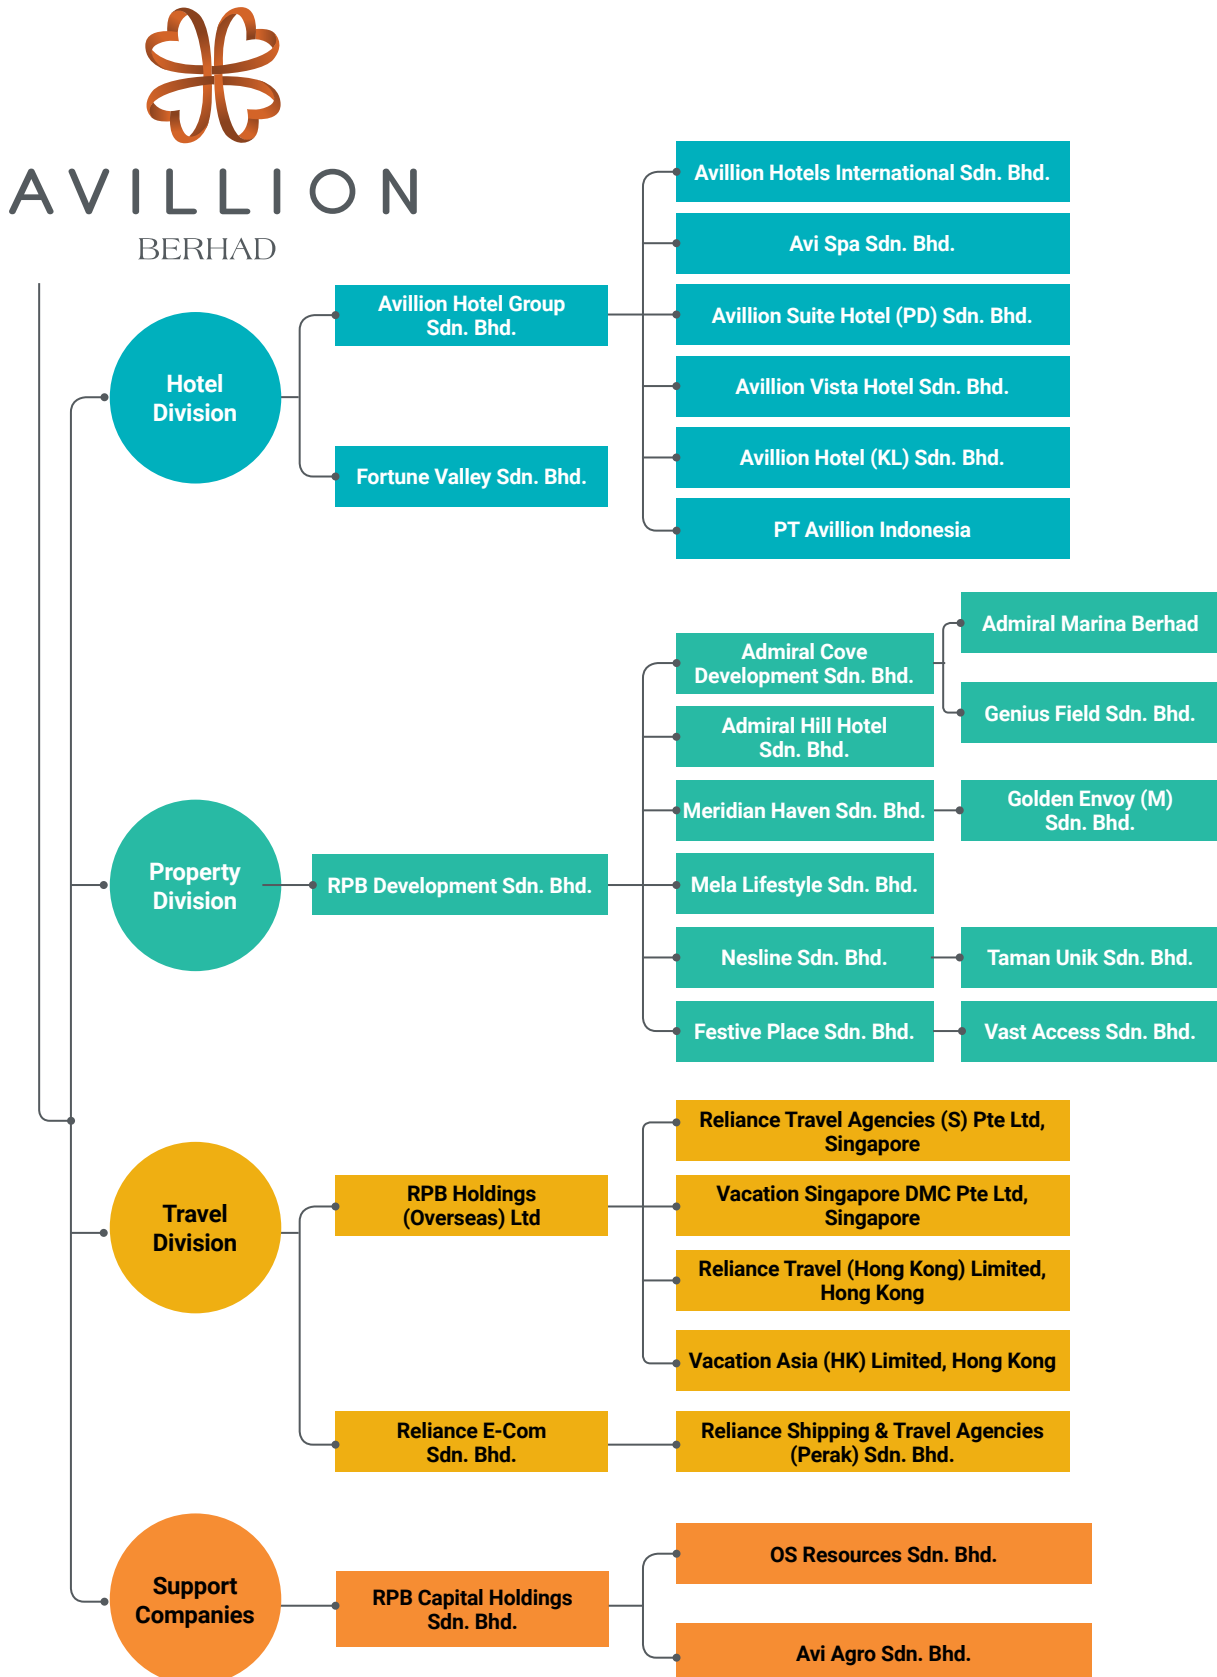 AVILLION
BERHAD
Hotel
Division
Avillion Hotel Group
Sdn. Bhd.
Fortune Valley Sdn. Bhd.
Avillion Hotels International Sdn. Bhd.
Avi Spa Sdn. Bhd.
Avillion Suite Hotel (PD) Sdn. Bhd.
Avillion Vista Hotel Sdn. Bhd.
Avillion Hotel (KL) Sdn. Bhd.
PT Avillion Indonesia
Property
Division
RPB Development Sdn. Bhd.
Admiral Cove
Development Sdn. Bhd.
Admiral Marina Berhad
Genius Field Sdn. Bhd.
Admiral Hill Hotel
Sdn. Bhd.
Meridian Haven Sdn. Bhd.
Golden Envoy (M)
Sdn. Bhd.
Mela Lifestyle Sdn. Bhd.
Nesline Sdn. Bhd.
Taman Unik Sdn. Bhd.
Festive Place Sdn. Bhd.
Vast Access Sdn. Bhd.
Travel
Division
RPB Holdings
(Overseas) Ltd
Reliance Travel Agencies (S) Pte Ltd,
Singapore
Vacation Singapore DMC Pte Ltd,
Singapore
Reliance Travel (Hong Kong) Limited,
Hong Kong
Vacation Asia (HK) Limited, Hong Kong
Reliance E-Com
Sdn. Bhd.
Reliance Shipping & Travel Agencies
(Perak) Sdn. Bhd.
Support
Companies
RPB Capital Holdings
Sdn. Bhd.
OS Resources Sdn. Bhd.
Avi Agro Sdn. Bhd.